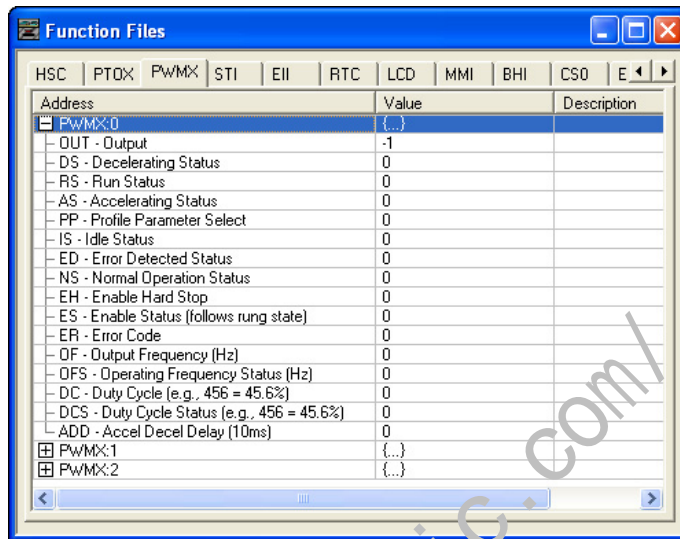 Function Files
HSC PTOX PWMX STI EII RTC LCD MMI BHI CS0 E
Address Value Description
PWMX:0 {...}
OUT - Output -1
DS - Decelerating Status 0
RS - Run Status 0
AS - Accelerating Status 0
PP - Profile Parameter Select 0
IS - Idle Status 0
ED - Error Detected Status 0
NS - Normal Operation Status 0
EH - Enable Hard Stop 0
ES - Enable Status (follows rung state) 0
ER - Error Code 0
OF - Output Frequency (Hz) 0
OFS - Operating Frequency Status (Hz) 0
DC - Duty Cycle (e.g., 456 = 45.6%) 0
DCS - Duty Cycle Status (e.g., 456 = 45.6%) 0
ADD - Accel Decel Delay (10ms) 0
PWMX:1 {...}
PWMX:2 {...}
ic.com/